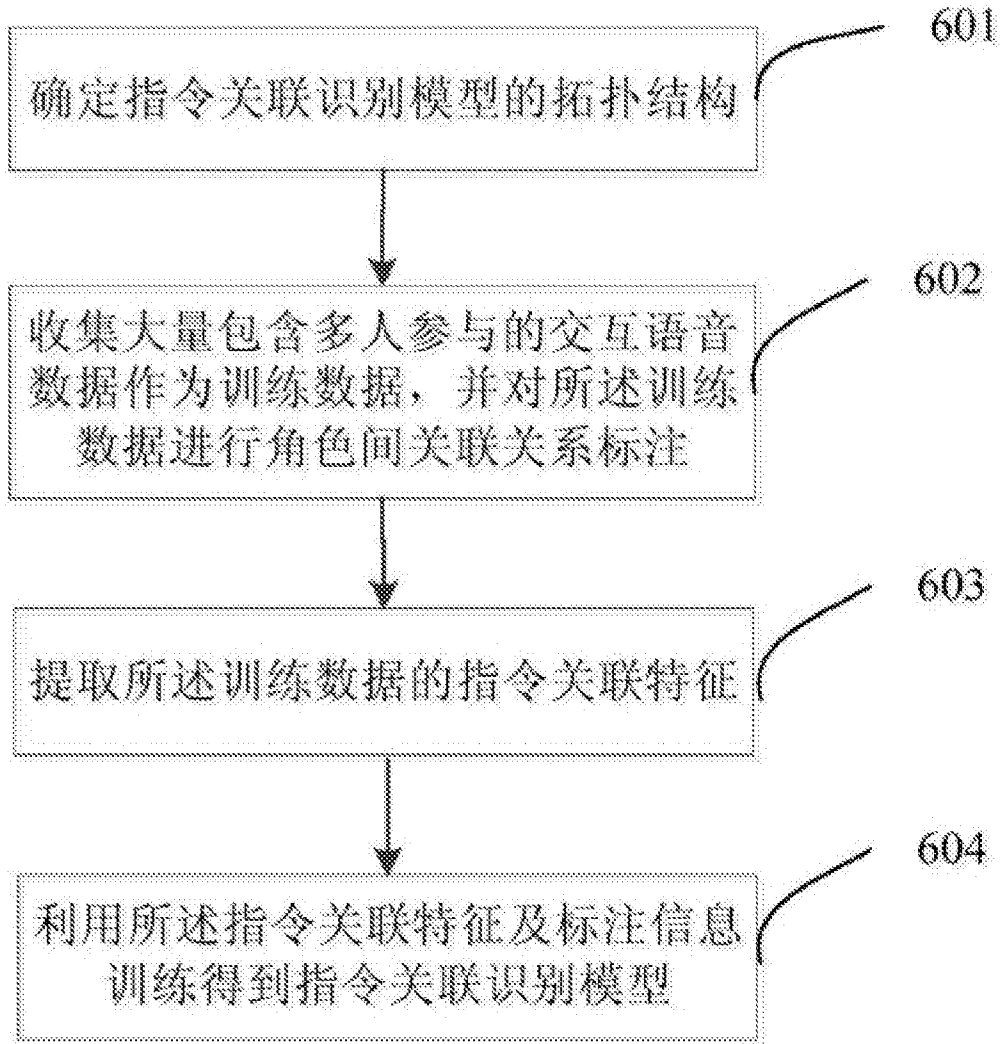 601
确定指令关联识别模型的拓扑结构
602
收集大量包含多人参与的交互语音
数据作为训练数据，并对所述训练
数据进行角色间关联关系标注
603
提取所述训练数据的指令关联特征
604
利用所述指令关联特征及标注信息
训练得到指令关联识别模型